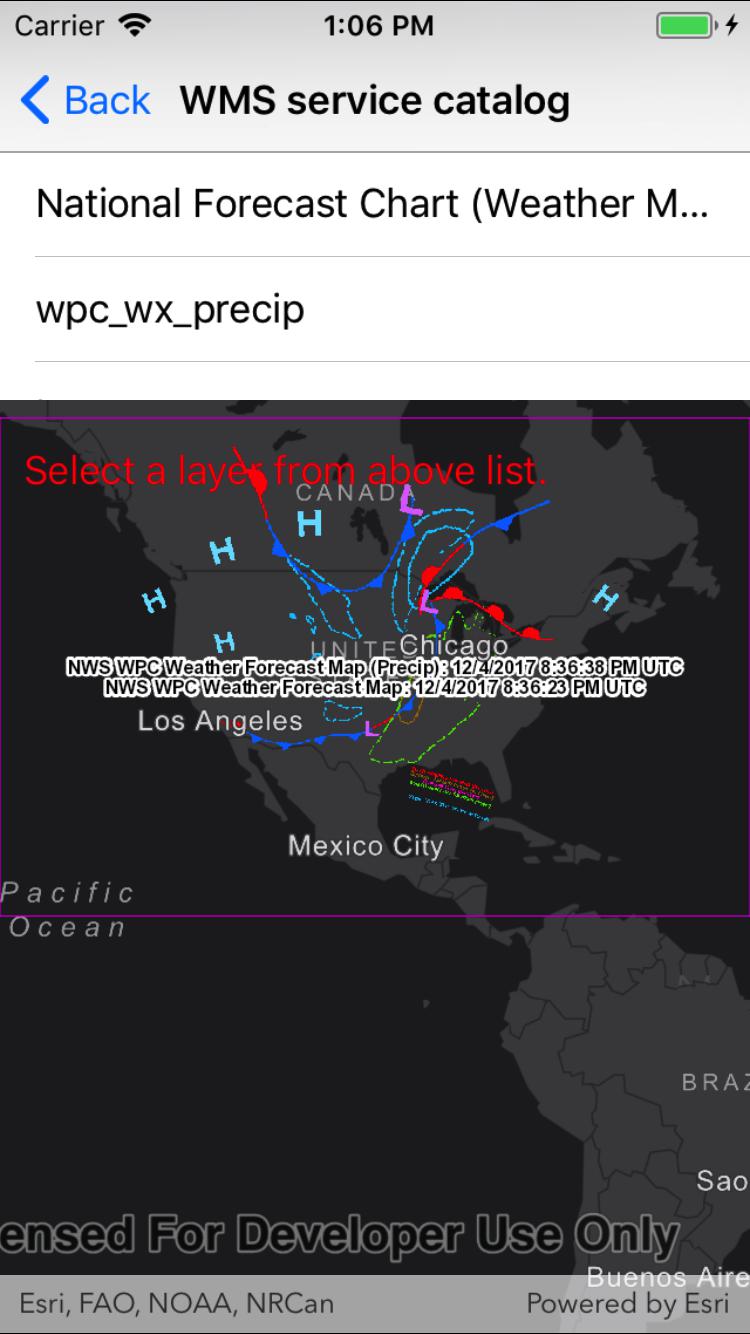 Carrier 1:06 PM
Back WMS service catalog
National Forecast Chart (Weather M...
wpc_wx_precip
Select a layer from above list.
CANADA
L
H
H
H
L
H
H
UNITE
Chicago
NWS WPC Weather Forecast Map (Precip): 12/4/2017 8:36:38 PM UTC
NWS WPC Weather Forecast Map: 12/4/2017 8:36:23 PM UTC
Los Angeles
L
Mexico City
Pacific
Ocean
BRAZ
Sao
ensed For Developer Use Only
Buenos Aire
Esri, FAO, NOAA, NRCan Powered by Esri